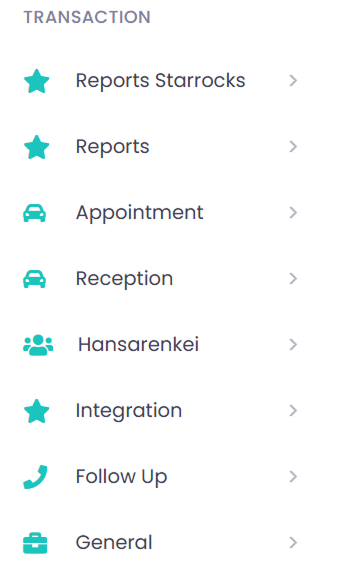 TRANSACTION
Reports Starrocks
Reports
Appointment
Reception
Hansarenkei
Integration
Follow Up
General